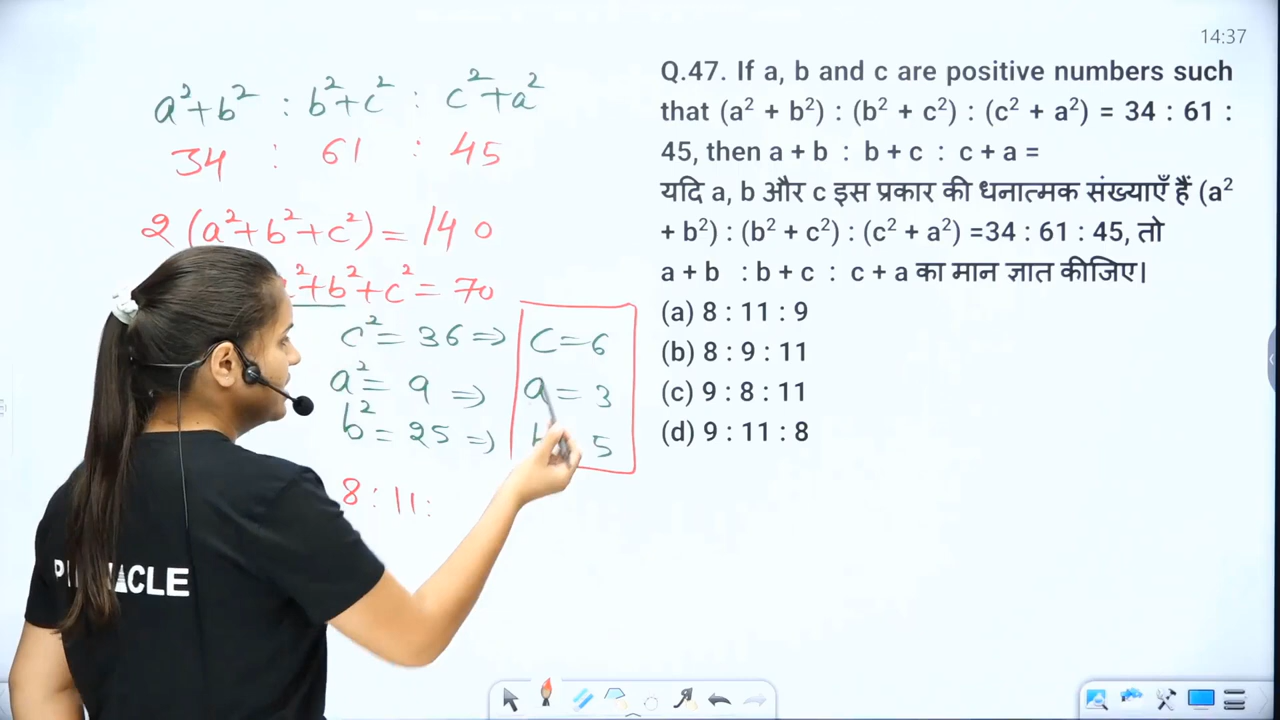 14:37
a²+b² : b²+c² : c²+a²
34 : 61 : 45
2 (a²+b²+c²) = 140
²+b²+c² = 70
c² = 36 ⇒ c = 6
a² = 9 ⇒ a = 3
b² = 25 ⇒ 5
8 : 11 :
Q.47. If a, b and c are positive numbers such
that (a² + b²) : (b² + c²) : (c² + a²) = 34 : 61 :
45, then a + b : b + c : c + a =
यदि a, b और c इस प्रकार की धनात्मक संख्याएँ हैं (a²
+ b²) : (b² + c²) : (c² + a²) =34 : 61 : 45, तो
a + b : b + c : c + a का मान ज्ञात कीजिए।
(a) 8 : 11 : 9
(b) 8 : 9 : 11
(c) 9 : 8 : 11
(d) 9 : 11 : 8